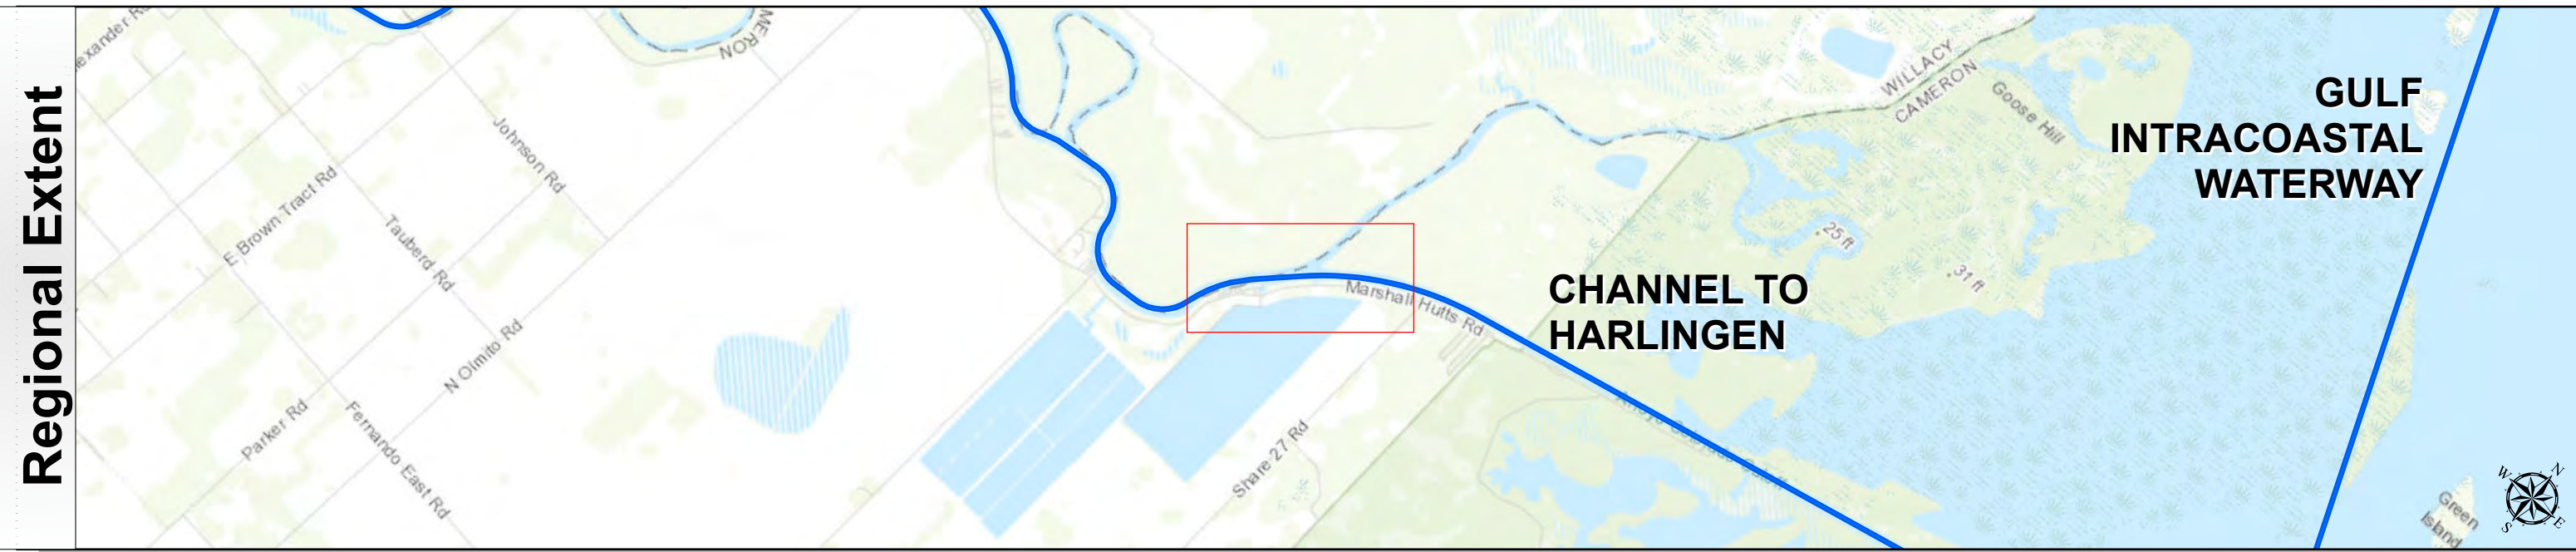 Regional Extent
MERON
Johnson Rd
E Brown-Tract Rd
Tauberd Rd
N Olmito Rd
Parker Rd
Fernando East Rd
Marshall Hutts Rd
Share 27 Rd
CHANNEL TO
HARLINGEN
WILLACY
CAMERON
Goose Hill
25 ft
31 ft
GULF
INTRACOASTAL
WATERWAY
Green
Island
N
W
S
E